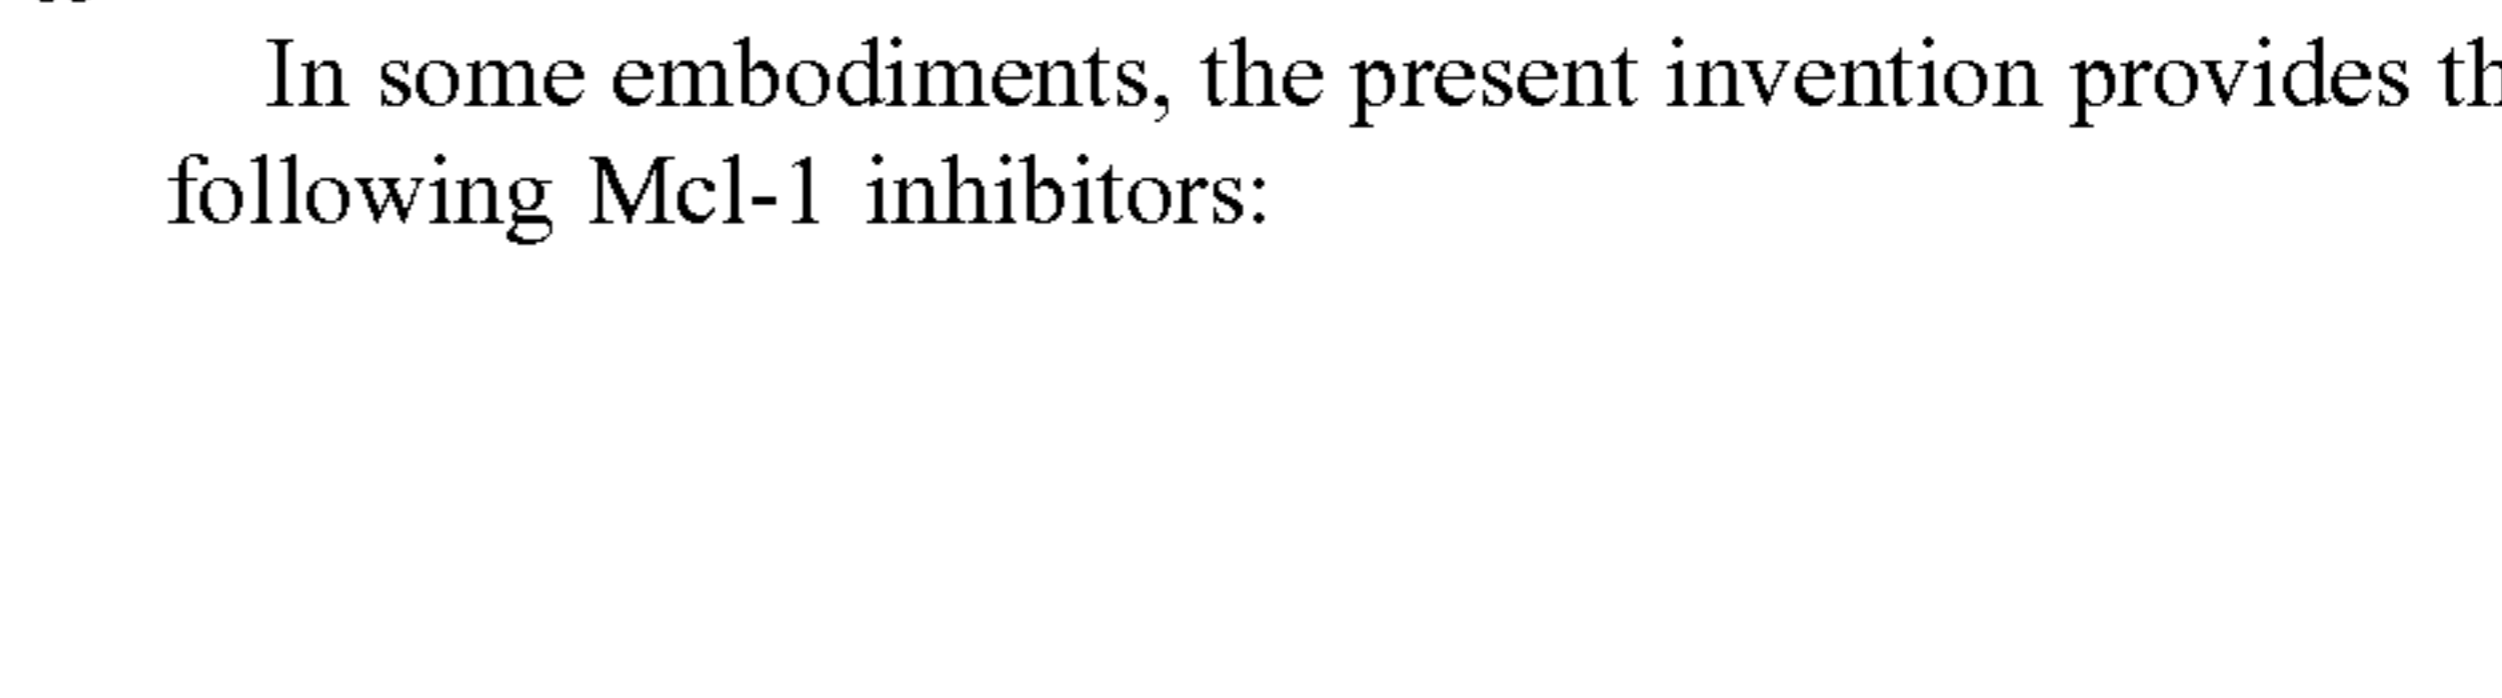 In some embodiments, the present invention provides th
following Mcl-1 inhibitors: